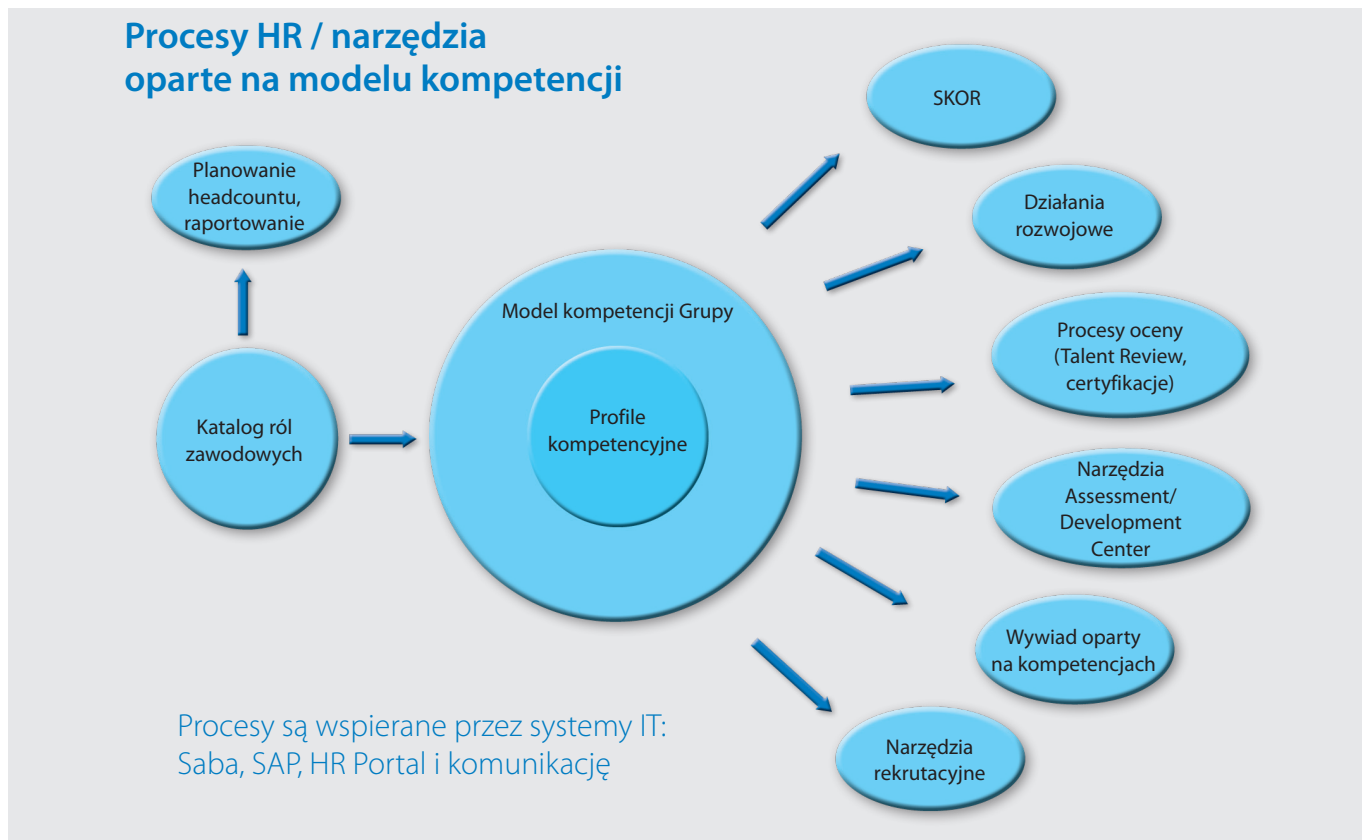 Procesy HR / narzędzia
oparte na modelu kompetencji
Planowanie
headcountu,
raportowanie
Katalog ról
zawodowych
Model kompetencji Grupy
Profile
kompetencyjne
SKOR
Działania
rozwojowe
Procesy oceny
(Talent Review,
certyfikacje)
Narzędzia
Assessment/
Development
Center
Wywiad oparty
na kompetencjach
Narzędzia
rekrutacyjne
Procesy są wspierane przez systemy IT:
Saba, SAP, HR Portal i komunikację